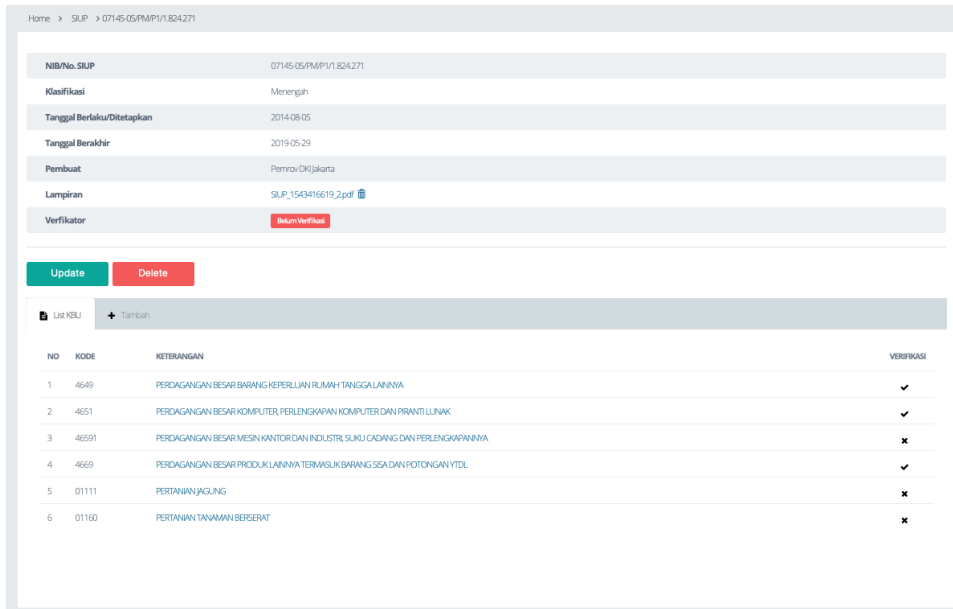 Home > SIUP > 07145-05/PM/P1/1.824.271
NIB/No. SIUP 07145-05/PM/P1/1.824.271
Klasifikasi Menengah
Tanggal Berlaku/Ditetapkan 2014-08-05
Tanggal Berakhir 2019-05-29
Pembuat Pemrov DKI Jakarta
Lampiran SIUP_1543416619_2.pdf
Verfikator Belum Verifikasi
Update Delete
List KBLI Tambah
NO KODE KETERANGAN VERIFIKASI
1 4649 PERDAGANGAN BESAR BARANG KEPERLUAN RUMAH TANGGA LAINNYA
2 4651 PERDAGANGAN BESAR KOMPUTER, PERLENGKAPAN KOMPUTER DAN PIRANTI LUNAK
3 46591 PERDAGANGAN BESAR MESIN KANTOR DAN INDUSTRI, SUKU CADANG DAN PERLENGKAPANNYA
4 4669 PERDAGANGAN BESAR PRODUK LAINNYA TERMASUK BARANG SISA DAN POTONGAN YTDL
5 01111 PERTANIAN JAGUNG
6 01160 PERTANIAN TANAMAN BERSERAT